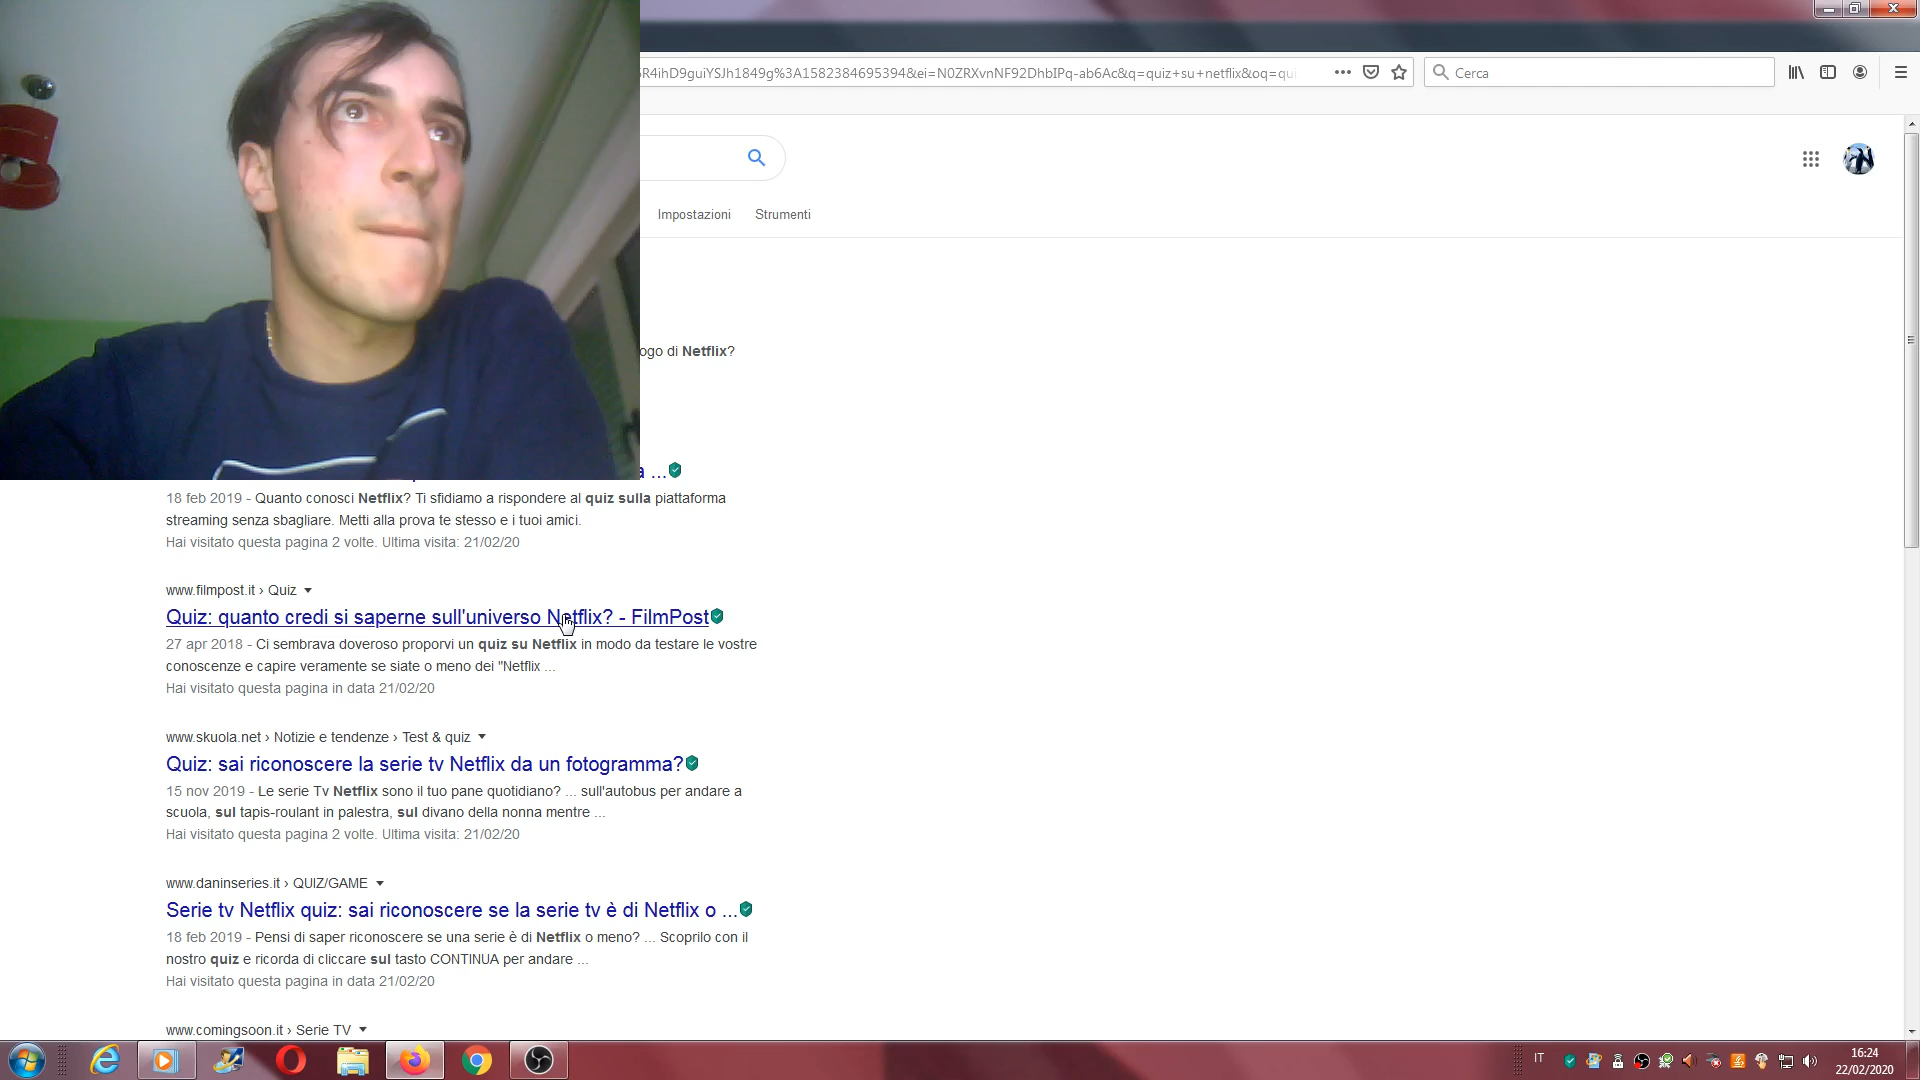 5R4ihD9guiYSJh1849g%3A1582384695394&ei=N0ZRXvnNF92DhbIPq-ab6Ac&q=quiz+su+netflix&oq=qui
Cerca
Impostazioni Strumenti
ogo di Netflix?
a ...
18 feb 2019 - Quanto conosci Netflix? Ti sfidiamo a rispondere al quiz sulla piattaforma
streaming senza sbagliare. Metti alla prova te stesso e i tuoi amici.
Hai visitato questa pagina 2 volte. Ultima visita: 21/02/20
www.filmpost.it › Quiz
Quiz: quanto credi si saperne sull'universo Netflix? - FilmPost
27 apr 2018 - Ci sembrava doveroso proporvi un quiz su Netflix in modo da testare le vostre
conoscenze e capire veramente se siate o meno dei "Netflix ...
Hai visitato questa pagina in data 21/02/20
www.skuola.net › Notizie e tendenze › Test & quiz
Quiz: sai riconoscere la serie tv Netflix da un fotogramma?
15 nov 2019 - Le serie Tv Netflix sono il tuo pane quotidiano? ... sull'autobus per andare a
scuola, sul tapis-roulant in palestra, sul divano della nonna mentre ...
Hai visitato questa pagina 2 volte. Ultima visita: 21/02/20
www.daninseries.it › QUIZ/GAME
Serie tv Netflix quiz: sai riconoscere se la serie tv è di Netflix o ...
18 feb 2019 - Pensi di saper riconoscere se una serie è di Netflix o meno? ... Scoprilo con il
nostro quiz e ricorda di cliccare sul tasto CONTINUA per andare ...
Hai visitato questa pagina in data 21/02/20
www.comingsoon.it › Serie TV
IT
16:24
22/02/2020